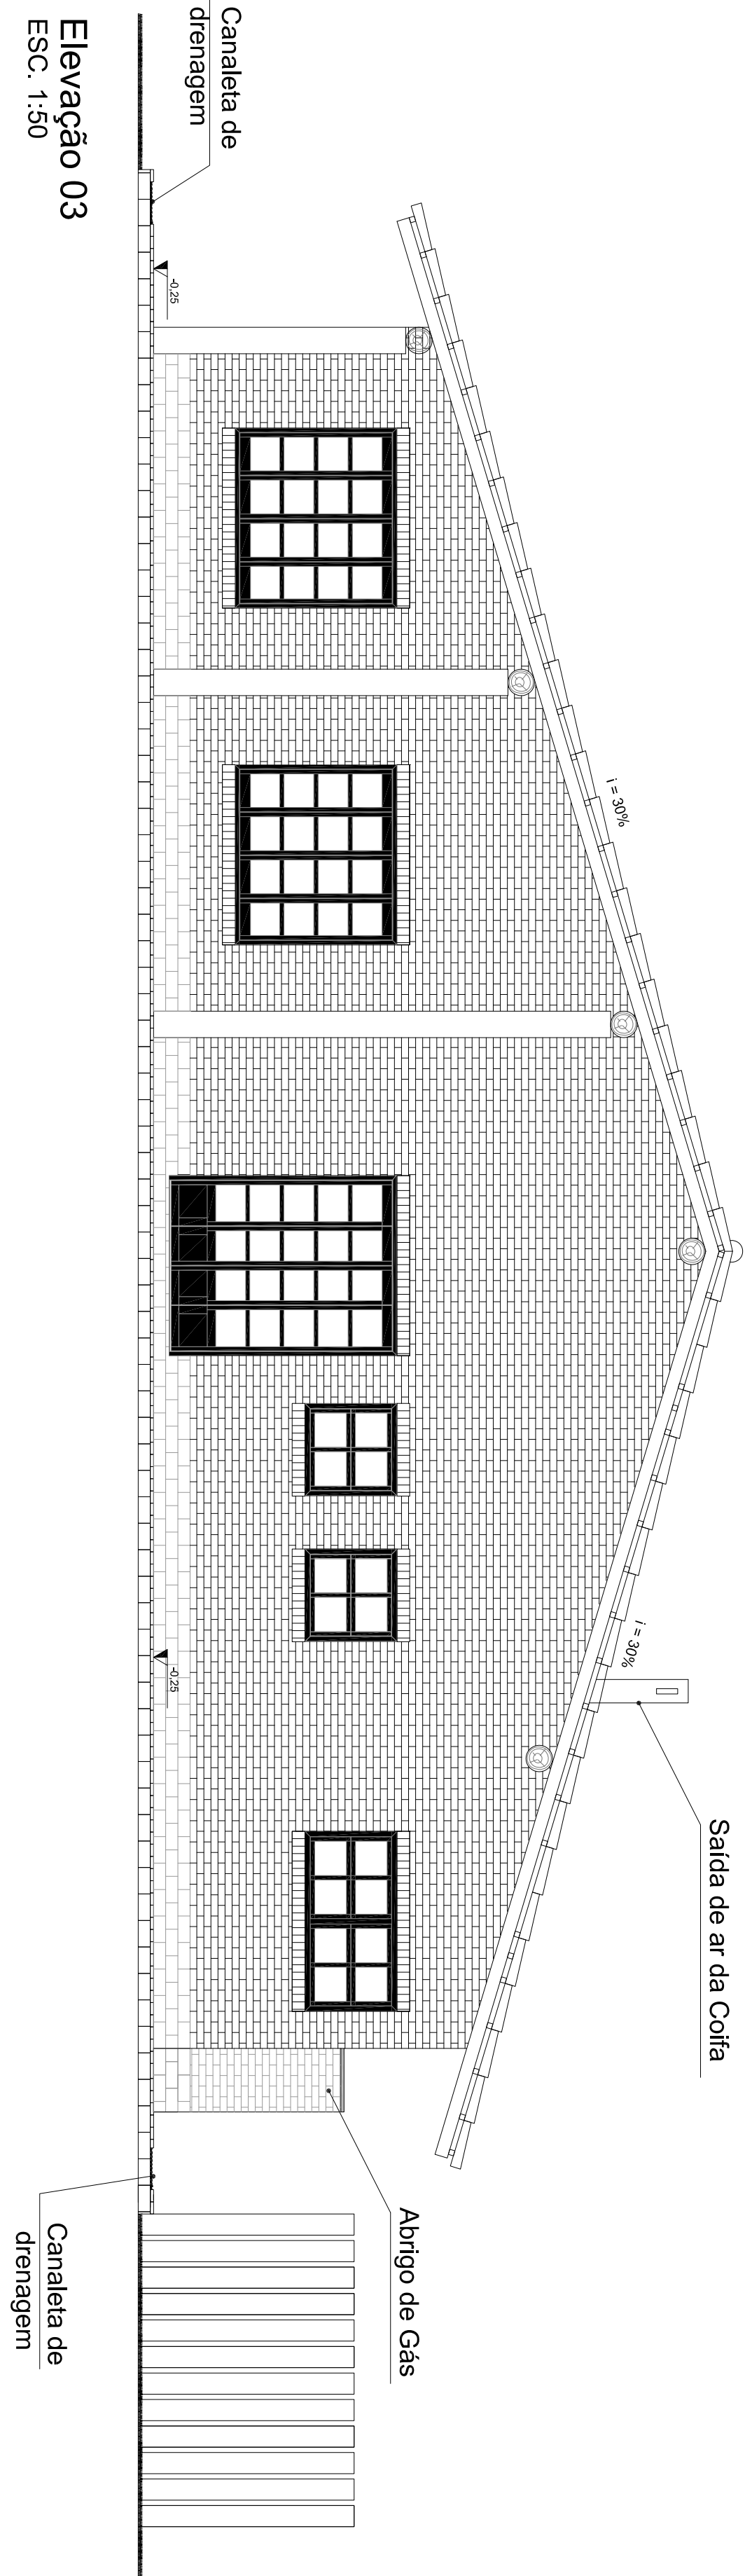 Saída de ar da Coifa
i = 30%
i = 30%
Abrigo de Gás
Canaleta de
drenagem
-0,25
-0,25
Canaleta de
drenagem
Elevação 03
ESC. 1:50